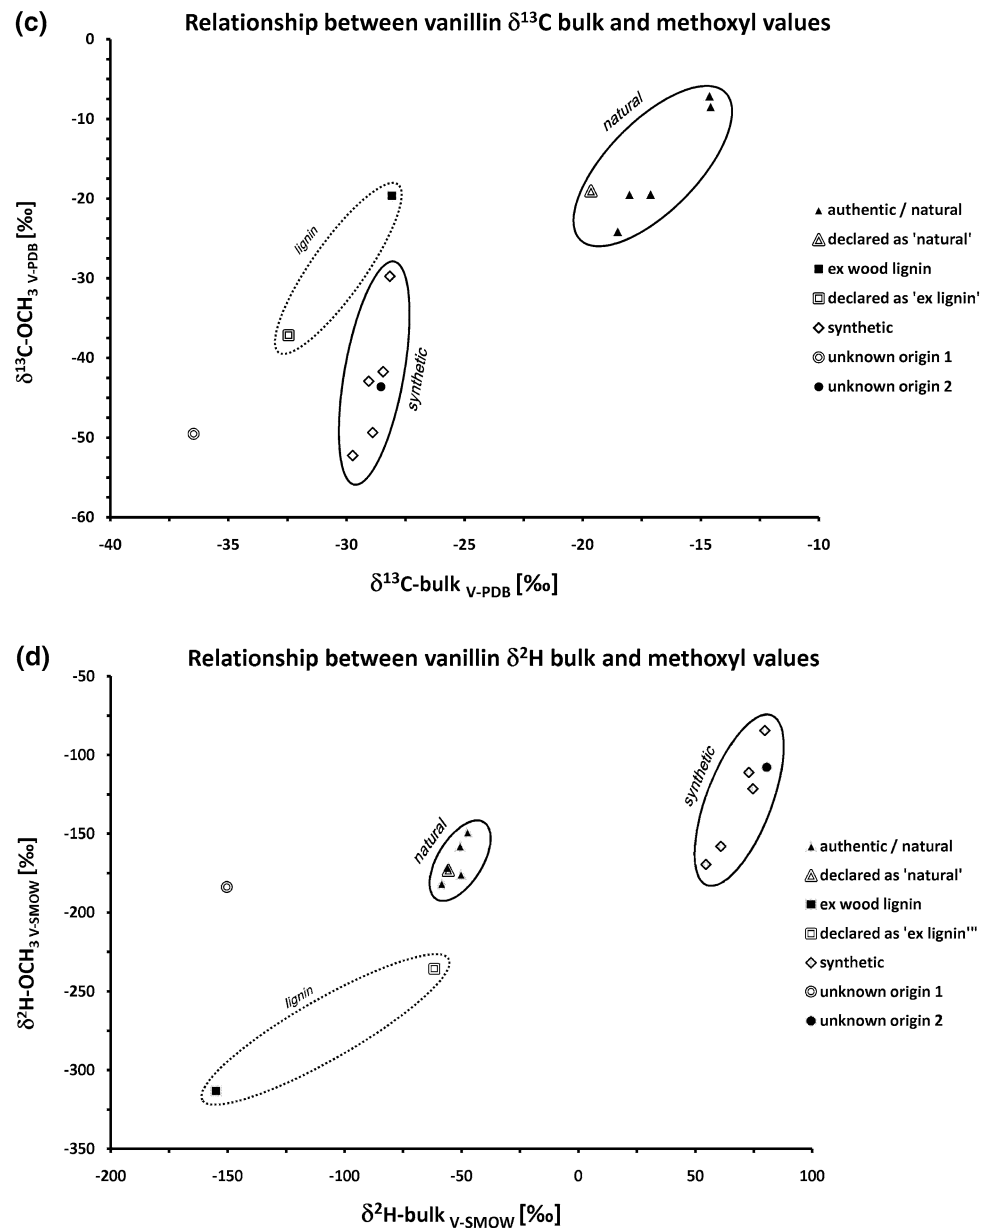 (c) Relationship between vanillin δ¹³C bulk and methoxyl values
0
-10
-20
-30
-40
-50
-60
δ¹³C-OCH₃ V-PDB [‰]
natural
lignin
synthetic
▲ authentic / natural
declared as 'natural'
■ ex wood lignin
declared as 'ex lignin'
◇ synthetic
◎ unknown origin 1
● unknown origin 2
-40 -35 -30 -25 -20 -15 -10
δ¹³C-bulk V-PDB [‰]
(d) Relationship between vanillin δ²H bulk and methoxyl values
-50
-100
-150
-200
-250
-300
-350
δ²H-OCH₃ V-SMOW [‰]
synthetic
natural
lignin
▲ authentic / natural
declared as 'natural'
■ ex wood lignin
declared as 'ex lignin'"
◇ synthetic
◎ unknown origin 1
● unknown origin 2
-200 -150 -100 -50 0 50 100
δ²H-bulk V-SMOW [‰]